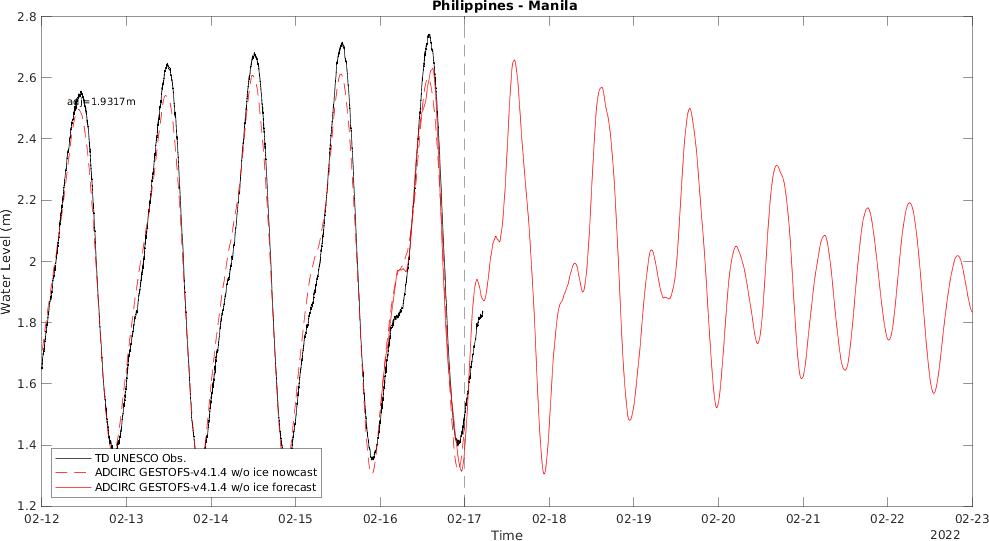 Philippines - Manila
2.8
2.6
adj=1.9317m
2.4
2.2
2
1.8
1.6
1.4
1.2
Water Level (m)
TD UNESCO Obs.
ADCIRC GESTOFS-v4.1.4 w/o ice nowcast
ADCIRC GESTOFS-v4.1.4 w/o ice forecast
02-12 02-13 02-14 02-15 02-16 02-17 02-18 02-19 02-20 02-21 02-22 02-23
Time
2022